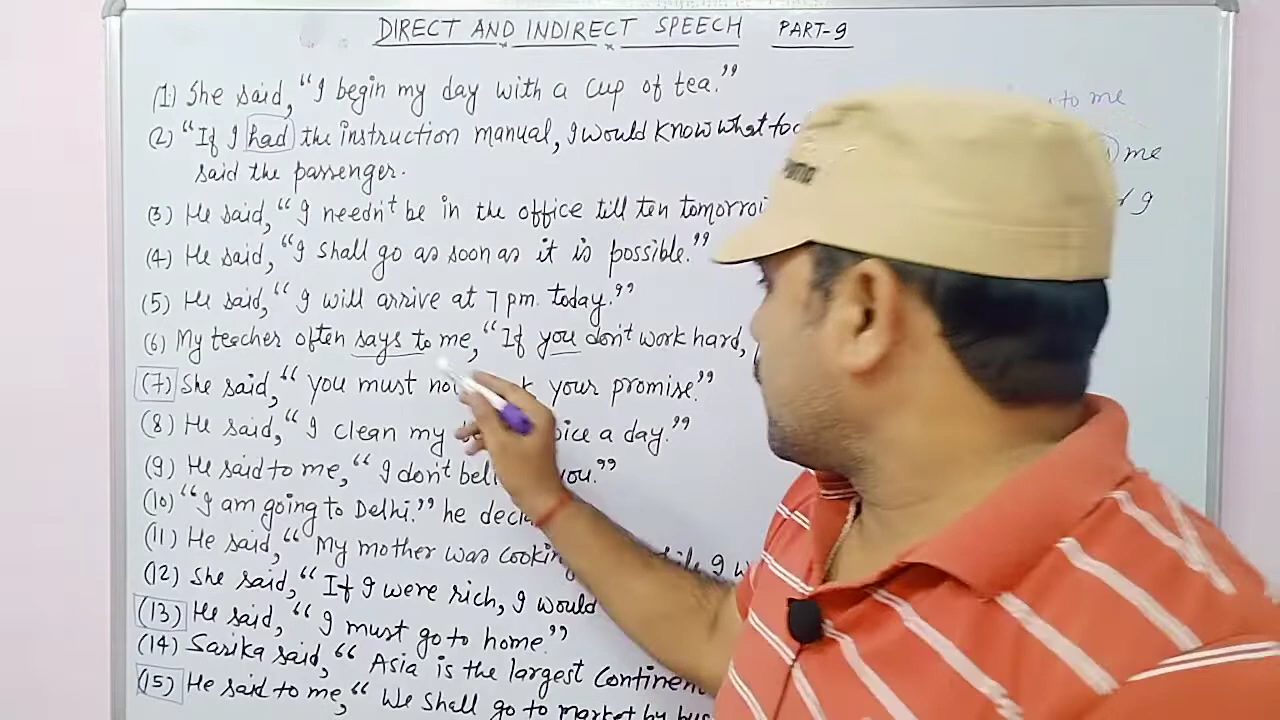 DIRECT AND INDIRECT SPEECH PART-9
(1) She said, "I begin my day with a cup of tea."
to me
(2) "If I had the instruction manual, I would know what to
me
said the passenger.
(3) He said, "I needn't be in the office till ten
(4) He said, "I shall go as soon as it is possible."
(5) He said, "I will arrive at 7 pm. today."
(6) My teacher often says to me, "If you don't work hard,
(7) She said, "you must your promise."
(8) He said, "I clean my a day."
(9) He said to me, "I don't you."
(10) "I am going to Delhi." he
(11) He said, "My mother was I
(12) She said, "If I were rich, I would
(13) He said, "I must go to home."
(14) Sarika said, "Asia is the largest
(15) He said to me, "We shall go to market by bus